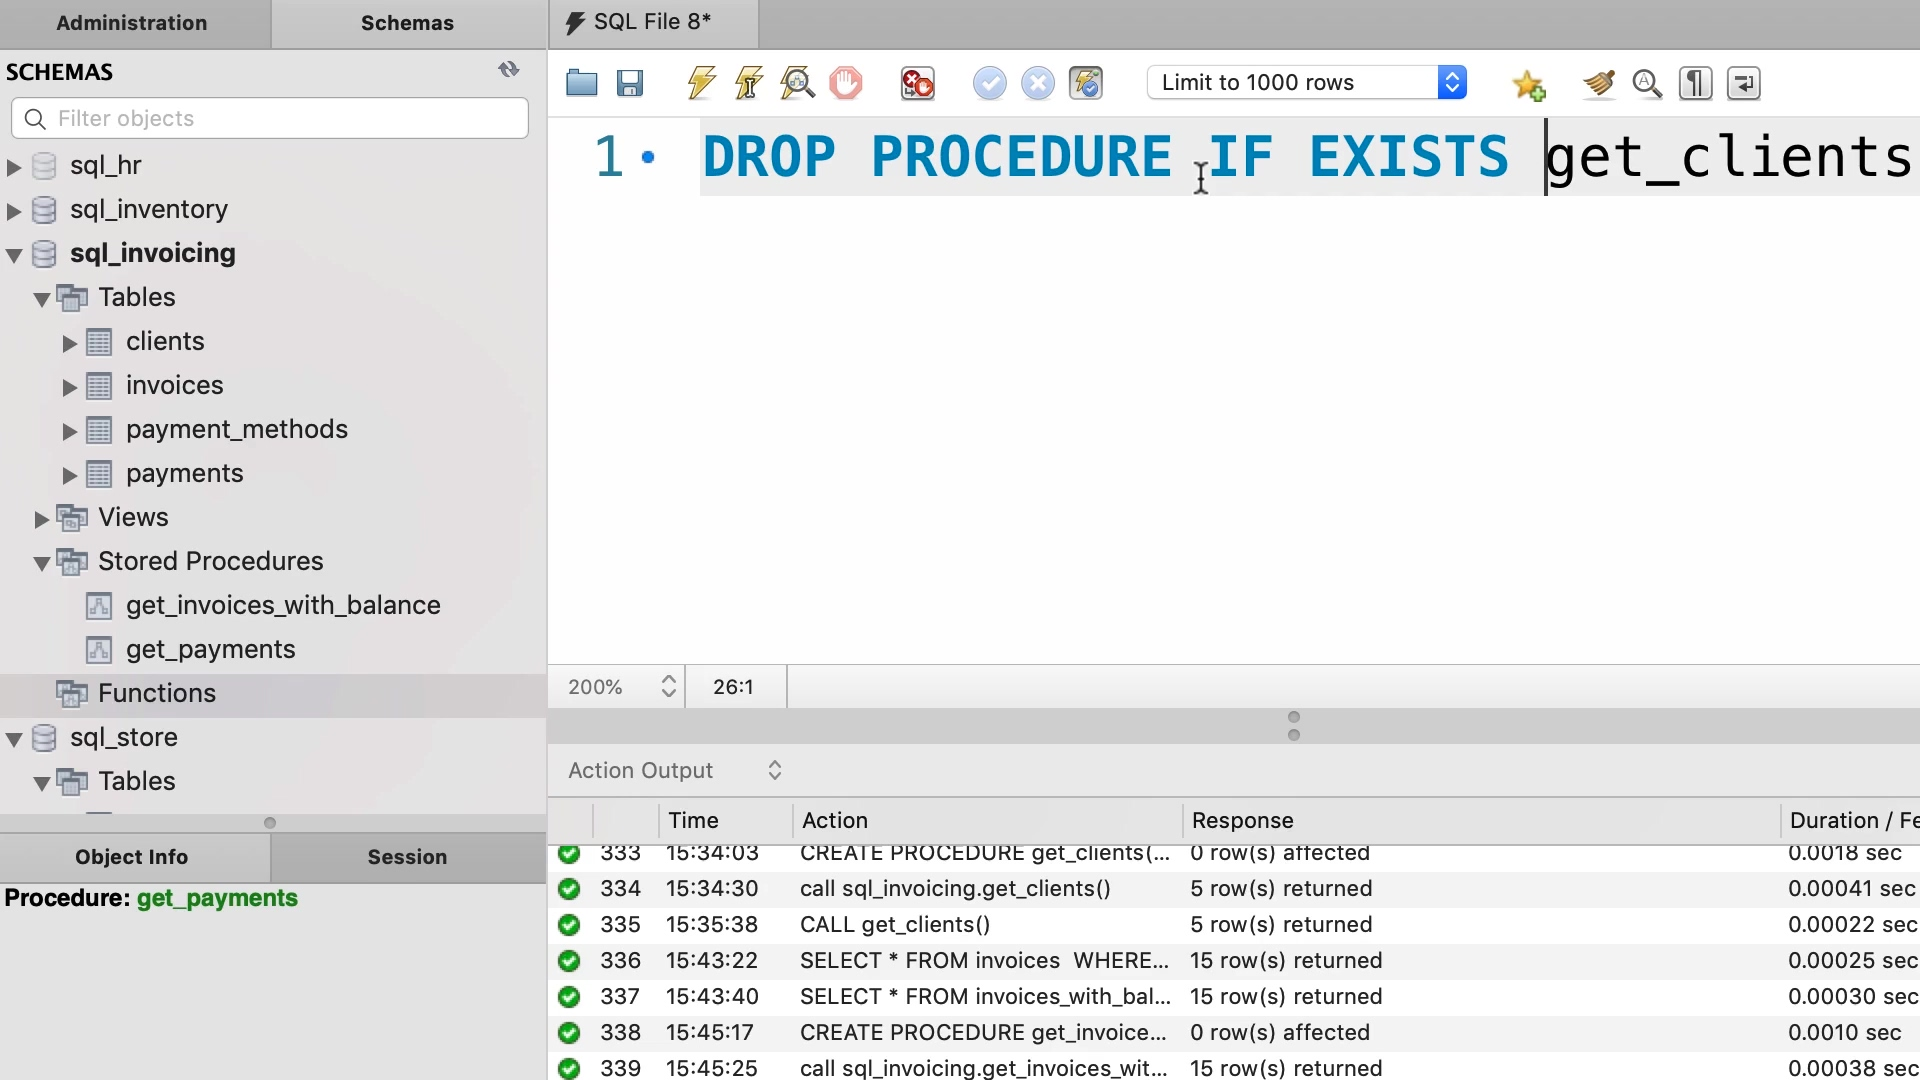 Administration
Schemas
SQL File 8*
SCHEMAS
Filter objects
Limit to 1000 rows
1
DROP PROCEDURE IF EXISTS get_clients
sql_hr
sql_inventory
sql_invoicing
Tables
clients
invoices
payment_methods
payments
Views
Stored Procedures
get_invoices_with_balance
get_payments
Functions
sql_store
Tables
200%
26:1
Action Output
Time Action Response Duration / Fe
333 15:34:03 CREATE PROCEDURE get_clients(... 0 row(s) affected 0.0018 sec
334 15:34:30 call sql_invoicing.get_clients() 5 row(s) returned 0.00041 sec
335 15:35:38 CALL get_clients() 5 row(s) returned 0.00022 sec
336 15:43:22 SELECT * FROM invoices WHERE... 15 row(s) returned 0.00025 sec
337 15:43:40 SELECT * FROM invoices_with_bal... 15 row(s) returned 0.00030 sec
338 15:45:17 CREATE PROCEDURE get_invoice... 0 row(s) affected 0.0010 sec
339 15:45:25 call sql_invoicing.get_invoices_wit... 15 row(s) returned 0.00038 sec
Object Info
Session
Procedure: get_payments